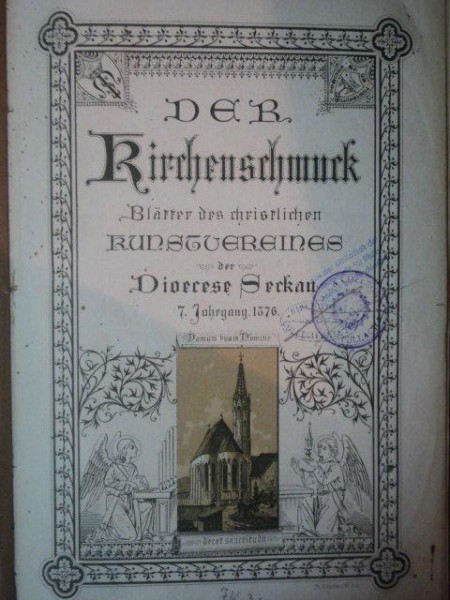 DER
Kirchenschmuck
Blätter des christlichen
KUNSTVEREINES
der
Dioecese Seckau
7. Jahrgang. 1876.
Domum tuam Domine
decet sanctitudo